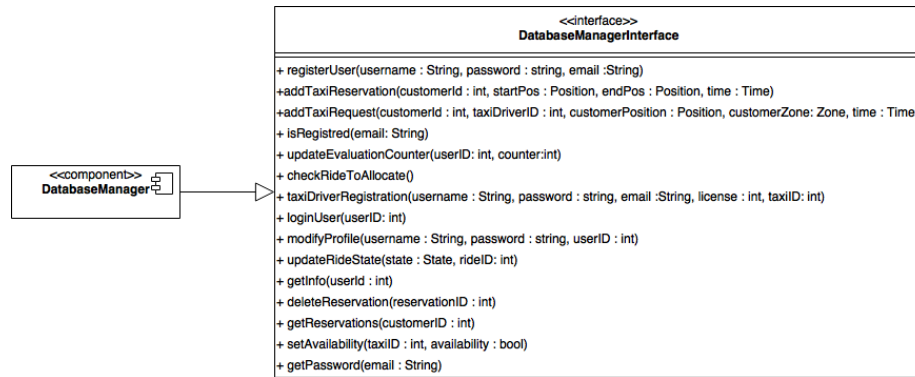 <<interface>>
DatabaseManagerInterface
+ registerUser(username : String, password : string, email :String)
+addTaxiReservation(customerId : int, startPos : Position, endPos : Position, time : Time)
+addTaxiRequest(customerId : int, taxiDriverID : int, customerPosition : Position, customerZone: Zone, time : Time
+ isRegistred(email: String)
+ updateEvaluationCounter(userID: int, counter:int)
+ checkRideToAllocate()
+ taxiDriverRegistration(username : String, password : string, email :String, license : int, taxiID: int)
+ loginUser(userID: int)
+ modifyProfile(username : String, password : string, userID : int)
+ updateRideState(state : State, rideID: int)
+ getInfo(userId : int)
+ deleteReservation(reservationID : int)
+ getReservations(customerID : int)
+ setAvailability(taxiID : int, availability : bool)
+ getPassword(email : String)
<<component>>
DatabaseManager